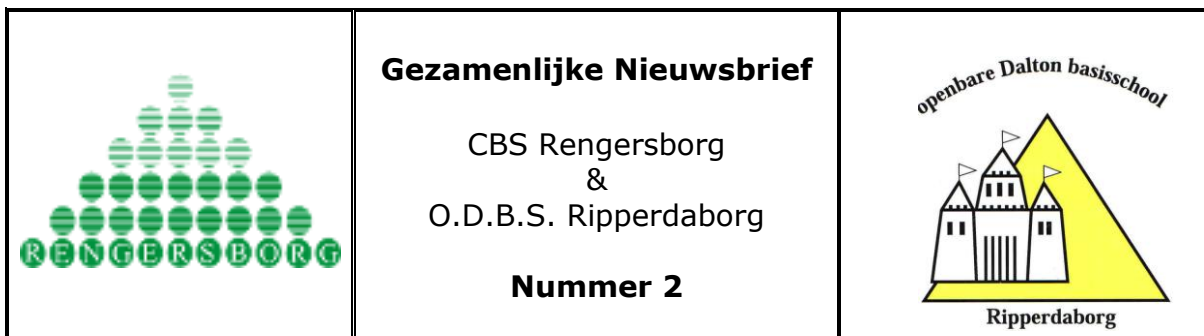 RENGERSBORG
Gezamenlijke Nieuwsbrief
CBS Rengersborg
&
O.D.B.S. Ripperdaborg
Nummer 2
openbare Dalton basisschool
Ripperdaborg